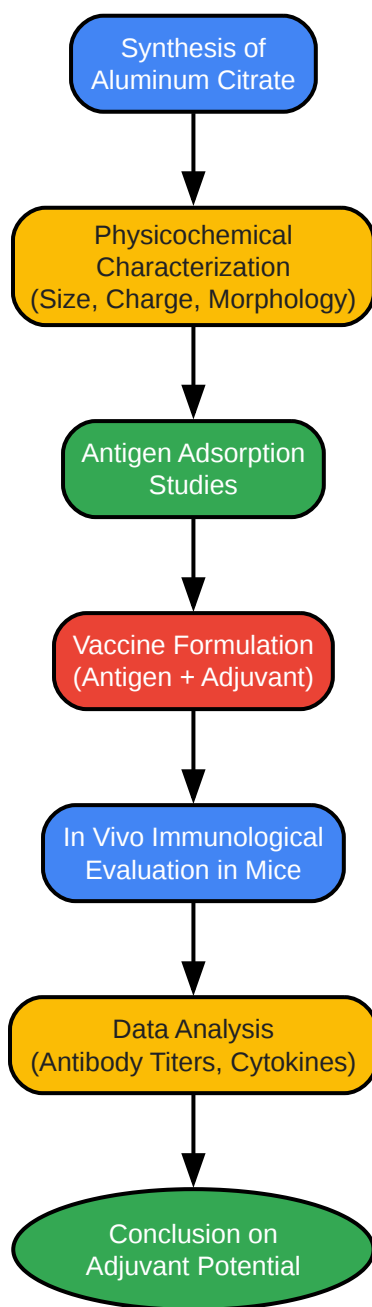 Synthesis of
Aluminum Citrate
Physicochemical
Characterization
(Size, Charge, Morphology)
Antigen Adsorption
Studies
Vaccine Formulation
(Antigen + Adjuvant)
In Vivo Immunological
Evaluation in Mice
Data Analysis
(Antibody Titers, Cytokines)
Conclusion on
Adjuvant Potential